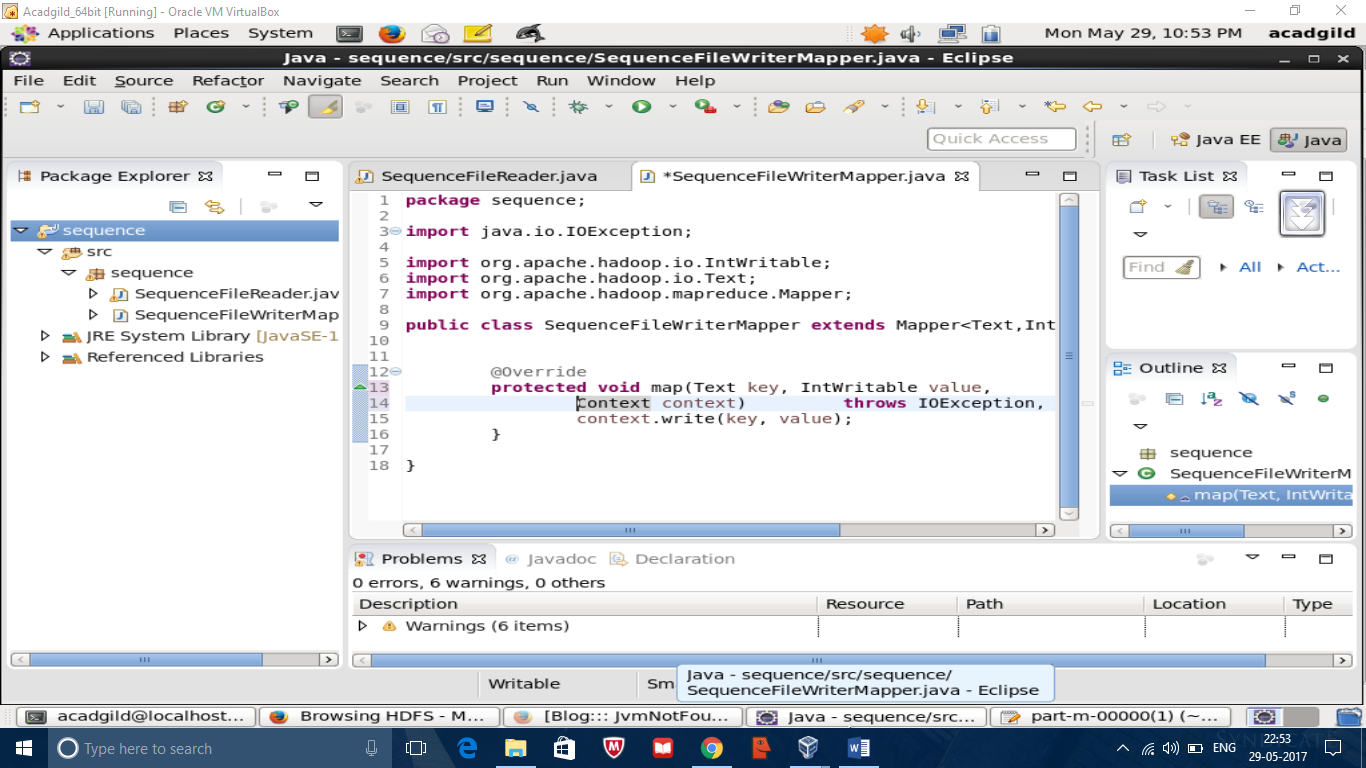 Acadgild_64bit [Running] - Oracle VM VirtualBox
Applications Places System Mon May 29, 10:53 PM acadgild
Java - sequence/src/sequence/SequenceFileWriterMapper.java - Eclipse
File Edit Source Refactor Navigate Search Project Run Window Help
Quick Access Java EE Java
Package Explorer
sequence
src
sequence
SequenceFileReader.jav
SequenceFileWriterMap
JRE System Library [JavaSE-1
Referenced Libraries
SequenceFileReader.java *SequenceFileWriterMapper.java
1 package sequence;
2
3 import java.io.IOException;
4
5 import org.apache.hadoop.io.IntWritable;
6 import org.apache.hadoop.io.Text;
7 import org.apache.hadoop.mapreduce.Mapper;
8
9 public class SequenceFileWriterMapper extends Mapper<Text,Int
10
11
12 @Override
13 protected void map(Text key, IntWritable value,
14 Context context) throws IOException,
15 context.write(key, value);
16 }
17
18 }
Task List
Find All Act...
Outline
sequence
SequenceFileWriterM
map(Text, IntWrita
Problems Javadoc Declaration
0 errors, 6 warnings, 0 others
Description Resource Path Location Type
Warnings (6 items)
Writable Sm
Java - sequence/src/sequence/
SequenceFileWriterMapper.java - Eclipse
acadgild@localhost... Browsing HDFS - M... [Blog::: JvmNotFou... Java - sequence/src... part-m-00000(1) (~...
Type here to search
ENG
22:53
29-05-2017